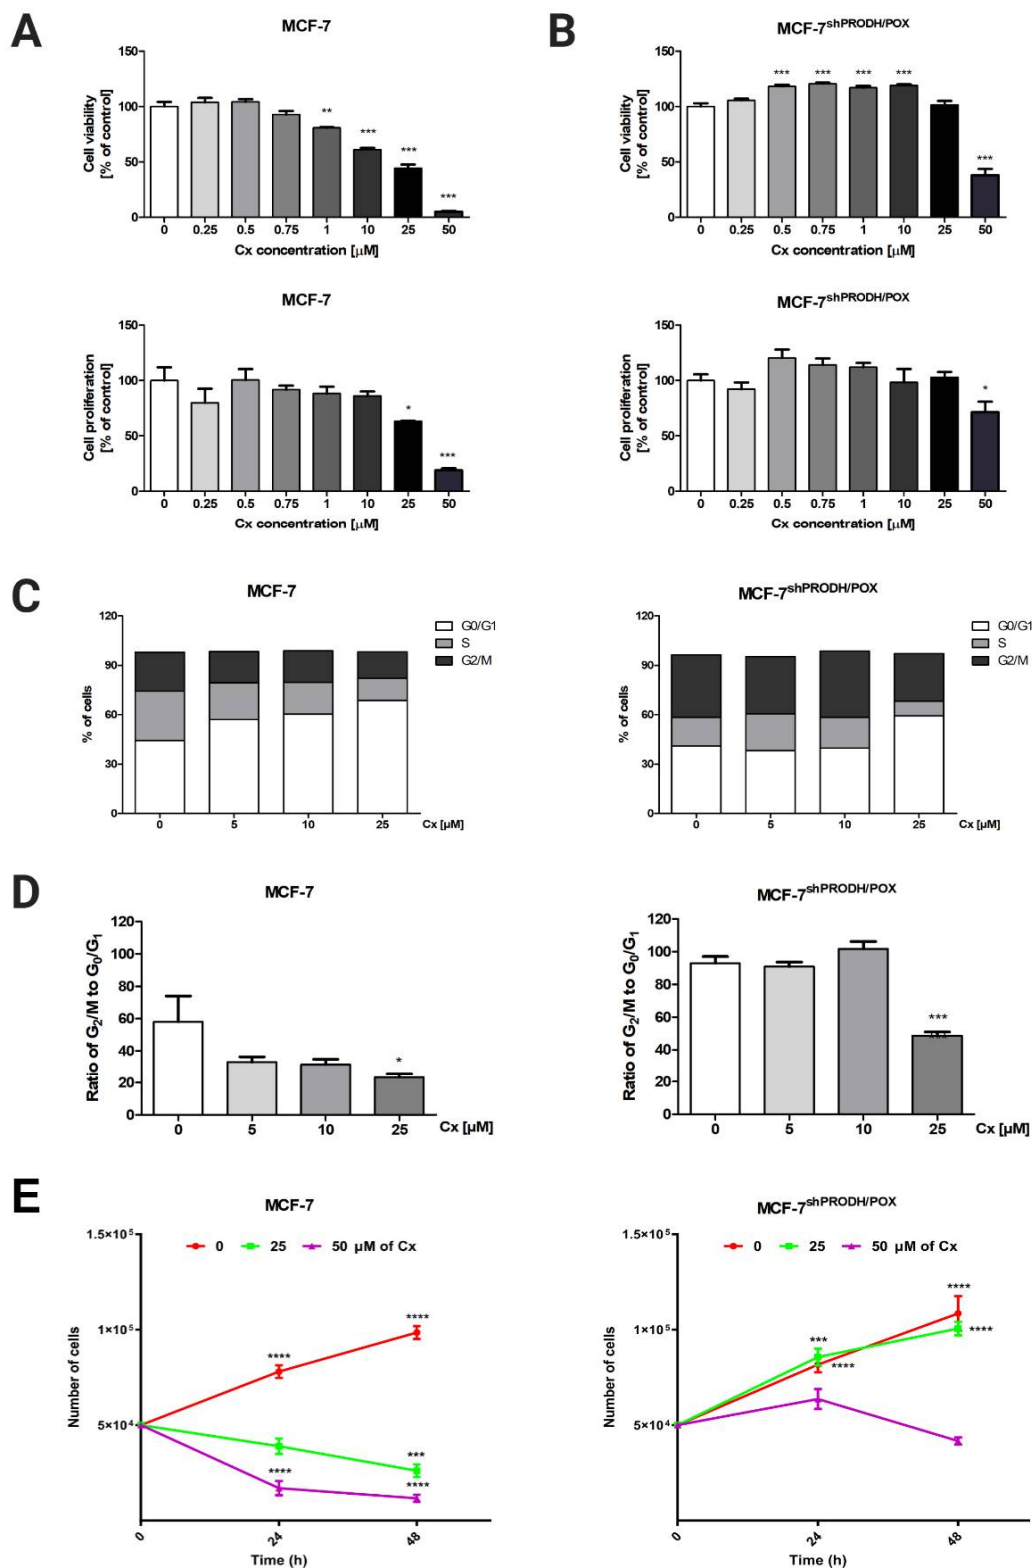 A
MCF-7
Cell viability
[% of control]
150
100
50
0
**
***
***
***
0 0.25 0.5 0.75 1 10 25 50
Cx concentration [µM]
B
MCF-7shPRODH/POX
Cell viability
[% of control]
150
100
50
0
***
***
***
***
***
0 0.25 0.5 0.75 1 10 25 50
Cx concentration [µM]
MCF-7
Cell proliferation
[% of control]
150
100
50
0
*
***
0 0.25 0.5 0.75 1 10 25 50
Cx concentration [µM]
MCF-7shPRODH/POX
Cell proliferation
[% of control]
150
100
50
0
*
0 0.25 0.5 0.75 1 10 25 50
Cx concentration [µM]
C
MCF-7
% of cells
120
90
60
30
0
G0/G1
S
G2/M
0 5 10 25 Cx [µM]
MCF-7shPRODH/POX
% of cells
120
90
60
30
0
G0/G1
S
G2/M
0 5 10 25 Cx [µM]
D
MCF-7
Ratio of G2/M to G0/G1
120
100
80
60
40
20
0
*
0 5 10 25 Cx [µM]
MCF-7shPRODH/POX
Ratio of G2/M to G0/G1
120
100
80
60
40
20
0
***
***
0 5 10 25 Cx [µM]
E
MCF-7
Number of cells
1.5×10⁵
1×10⁵
5×10⁴
0 25 50 µM of Cx
****
****
***
****
****
0 24 48
Time (h)
MCF-7shPRODH/POX
Number of cells
1.5×10⁵
1×10⁵
5×10⁴
0 25 50 µM of Cx
****
***
****
****
0 24 48
Time (h)